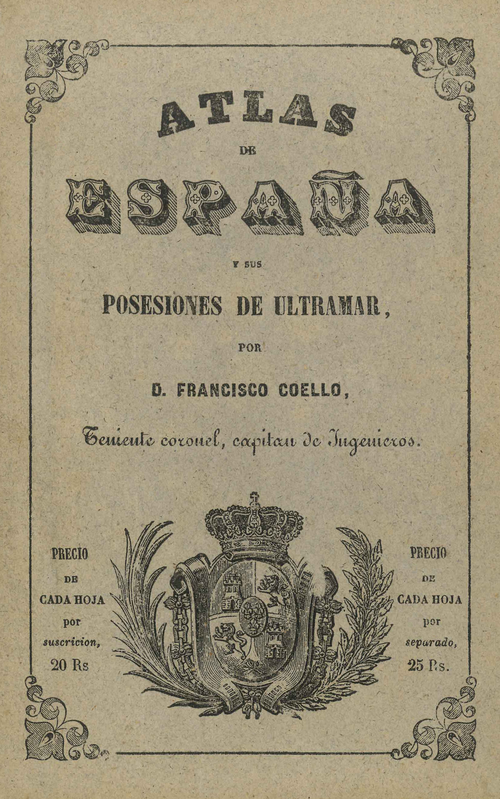 ATLAS
DE
ESPAÑA
Y SUS
POSESIONES DE ULTRAMAR,
POR
D. FRANCISCO COELLO,
Teniente coronel, capitan de Ingenieros.
PRECIO
DE
CADA HOJA
por
suscricion,
20 Rs
PRECIO
DE
CADA HOJA
por
separado,
25 Rs.